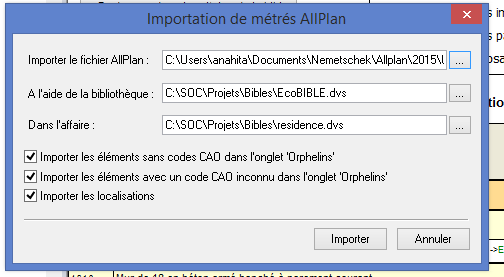 Importation de métrés AllPlan
Importer le fichier AllPlan :
C:\Users\anahita\Documents\Nemetschek\Allplan\2015\
...
A l'aide de la bibliothèque :
C:\SOC\Projets\Bibles\EcoBIBLE.dvs
...
Dans l'affaire :
C:\SOC\Projets\Bibles\residence.dvs
...
Importer les éléments sans codes CAO dans l'onglet 'Orphelins'
Importer les éléments avec un code CAO inconnu dans l'onglet 'Orphelins'
Importer les localisations
Importer
Annuler